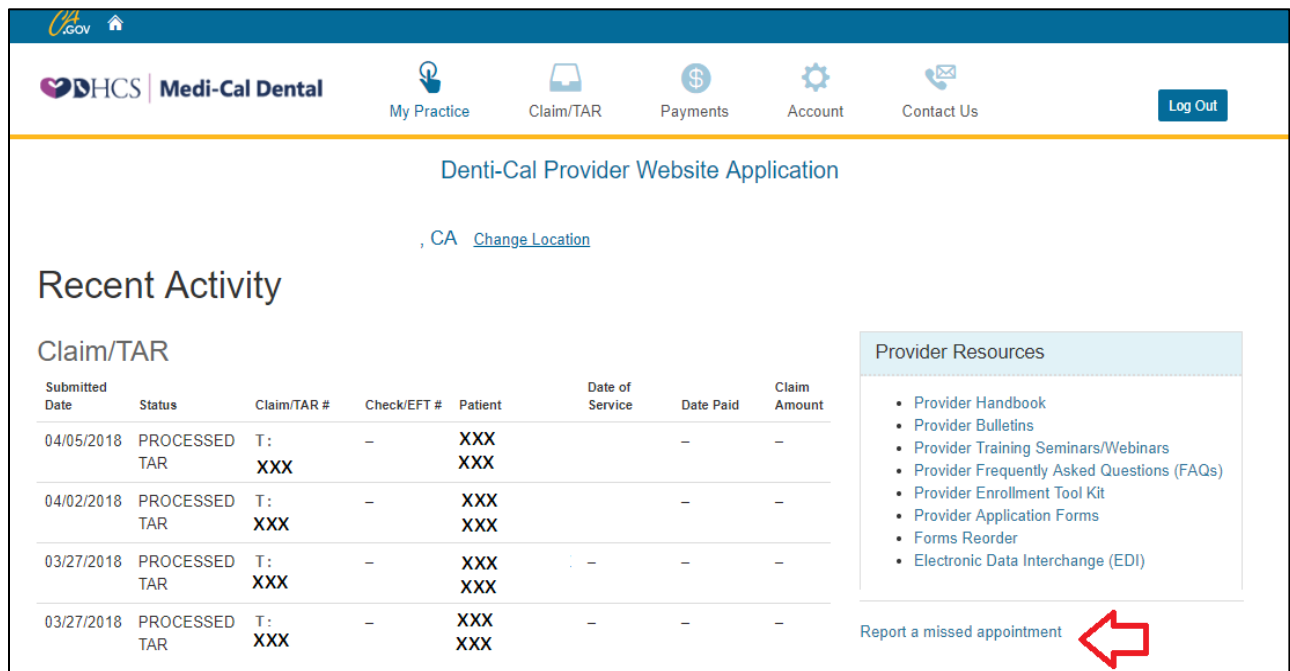 CA.GOV
DHCS | Medi-Cal Dental
My Practice
Claim/TAR
Payments
Account
Contact Us
Log Out
Denti-Cal Provider Website Application
, CA Change Location
Recent Activity
Claim/TAR
Submitted Date Status Claim/TAR # Check/EFT # Patient Date of Service Date Paid Claim Amount
04/05/2018 PROCESSED T: – XXX – –
TAR XXX XXX
04/02/2018 PROCESSED T: – XXX – –
TAR XXX XXX
03/27/2018 PROCESSED T: – XXX – – –
TAR XXX XXX
03/27/2018 PROCESSED T: – XXX – – –
TAR XXX XXX
Provider Resources
• Provider Handbook
• Provider Bulletins
• Provider Training Seminars/Webinars
• Provider Frequently Asked Questions (FAQs)
• Provider Enrollment Tool Kit
• Provider Application Forms
• Forms Reorder
• Electronic Data Interchange (EDI)
Report a missed appointment